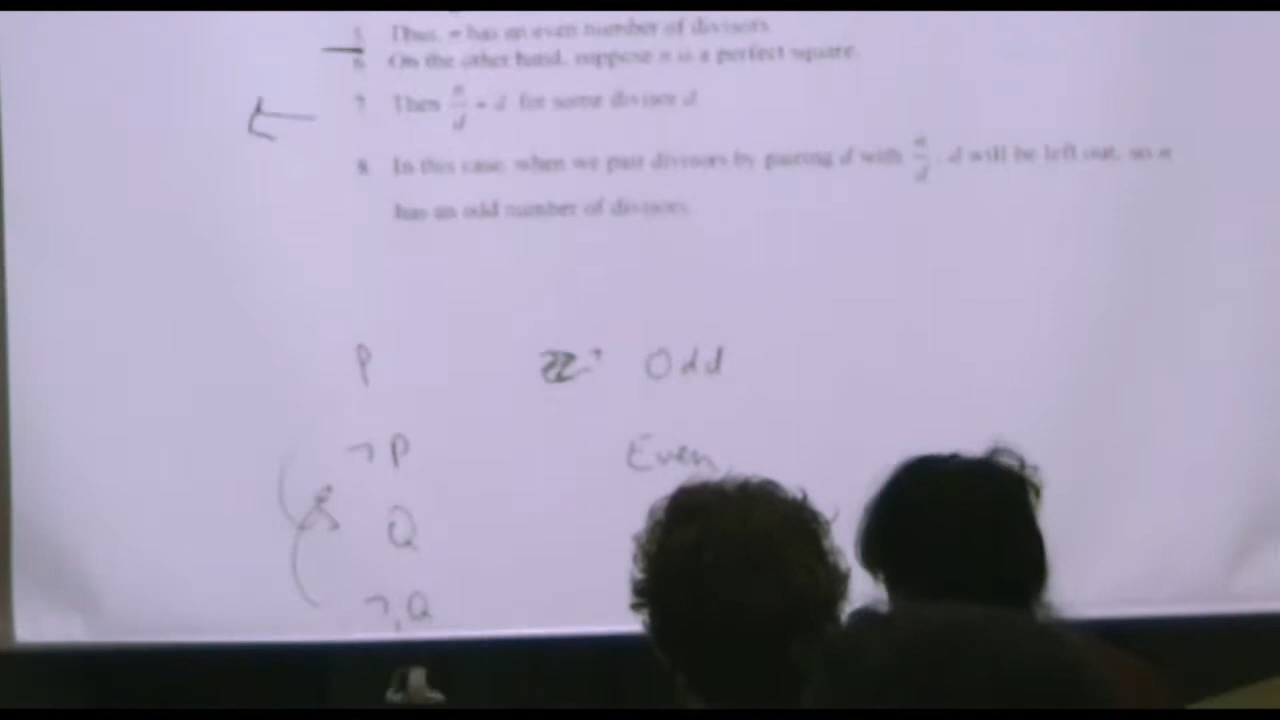 5. Thus, n has an even number of divisors.
6. On the other hand, suppose n is a perfect square.
7. Then n/d = d for some divisor d.
8. In this case, when we pair divisors by pairing d with n/d, d will be left out, so n
has an odd number of divisors.
P Odd
¬P Even
Q
¬Q